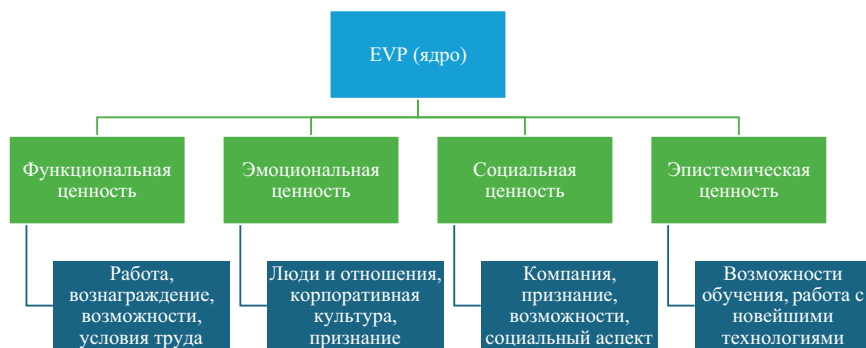 EVP (ядро)
Функциональная
ценность
Эмоциональная
ценность
Социальная
ценность
Эпистемическая
ценность
Работа,
вознаграждение,
возможности,
условия труда
Люди и отношения,
корпоративная
культура,
признание
Компания,
признание,
возможности,
социальный аспект
Возможности
обучения, работа с
новейшими
технологиями